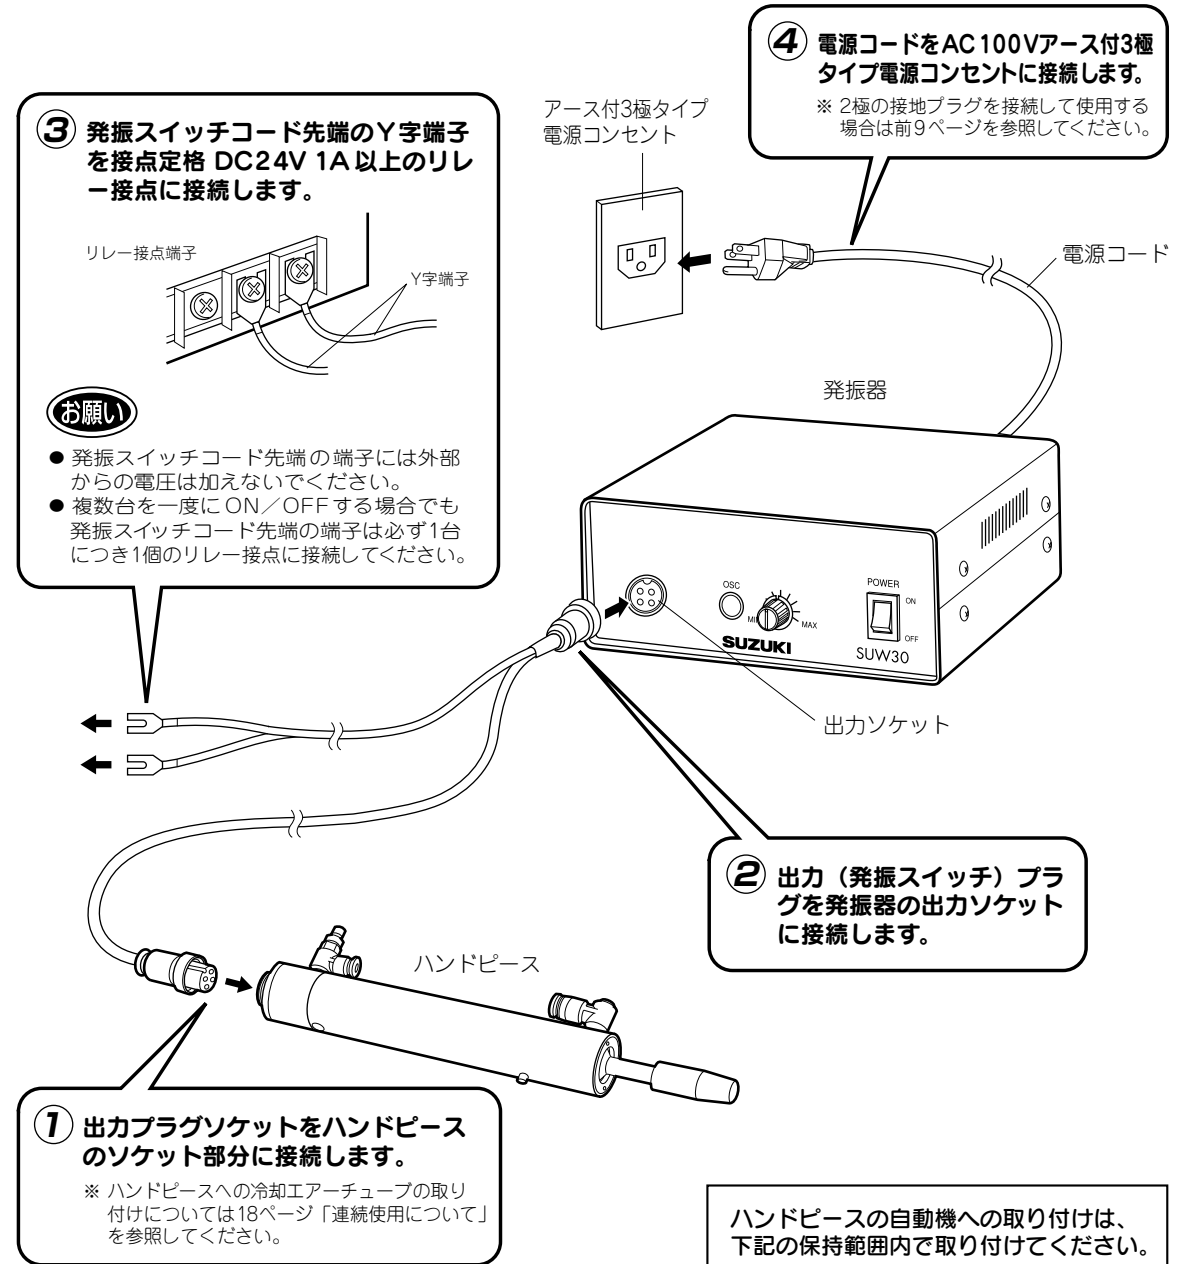 ④ 電源コードをAC100Vアース付3極
タイプ電源コンセントに接続します。
※ 2極の接地プラグを接続して使用する
場合は前9ページを参照してください。
③ 発振スイッチコード先端のY字端子
を接点定格 DC24V 1A以上のリレ
ー接点に接続します。
リレー接点端子
Y字端子
お願い
● 発振スイッチコード先端の端子には外部
からの電圧は加えないでください。
● 複数台を一度にON/OFFする場合でも
発振スイッチコード先端の端子は必ず1台
につき1個のリレー接点に接続してください。
アース付3極タイプ
電源コンセント
電源コード
発振器
OSC
MIN
MAX
SUZUKI
POWER
ON
OFF
SUW30
出力ソケット
② 出力（発振スイッチ）プラ
グを発振器の出力ソケット
に接続します。
ハンドピース
① 出力プラグソケットをハンドピース
のソケット部分に接続します。
※ ハンドピースへの冷却エアーチューブの取り
付けについては18ページ「連続使用について」
を参照してください。
ハンドピースの自動機への取り付けは、
下記の保持範囲内で取り付けてください。